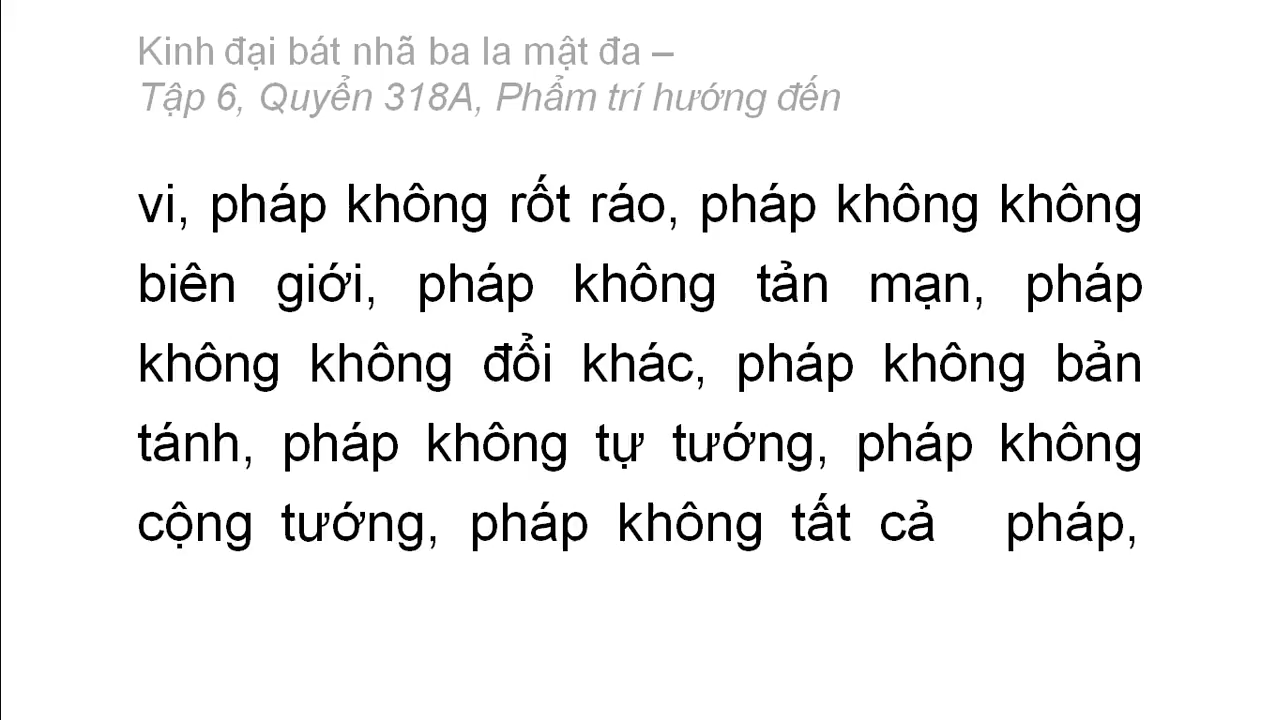 Kinh đại bát nhã ba la mật đa –
Tập 6, Quyển 318A, Phẩm trí hướng đến
vi, pháp không rốt ráo, pháp không không
biên giới, pháp không tản mạn, pháp
không không đổi khác, pháp không bản
tánh, pháp không tự tướng, pháp không
cộng tướng, pháp không tất cả pháp,